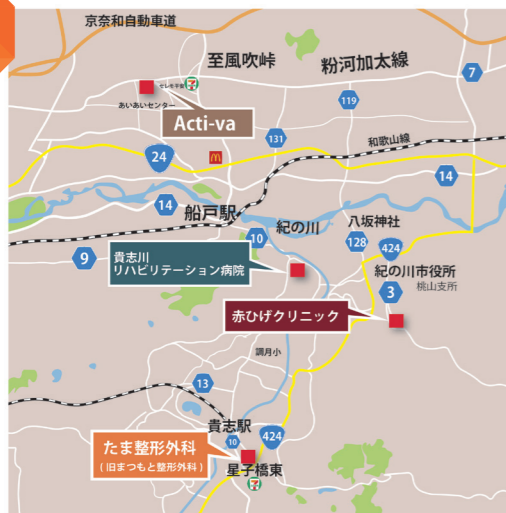 京奈和自動車道
至風吹峠
粉河加太線
7
セレモ平安
あいあいセンター
119
Acti-va
131
和歌山線
24
14
14
船戸駅
紀の川
八坂神社
10
128
424
9
貴志川
リハビリテーション病院
紀の川市役所
桃山支所
3
赤ひげクリニック
調月小
13
貴志駅
10
424
たま整形外科
(旧まつもと整形外科)
星子橋東